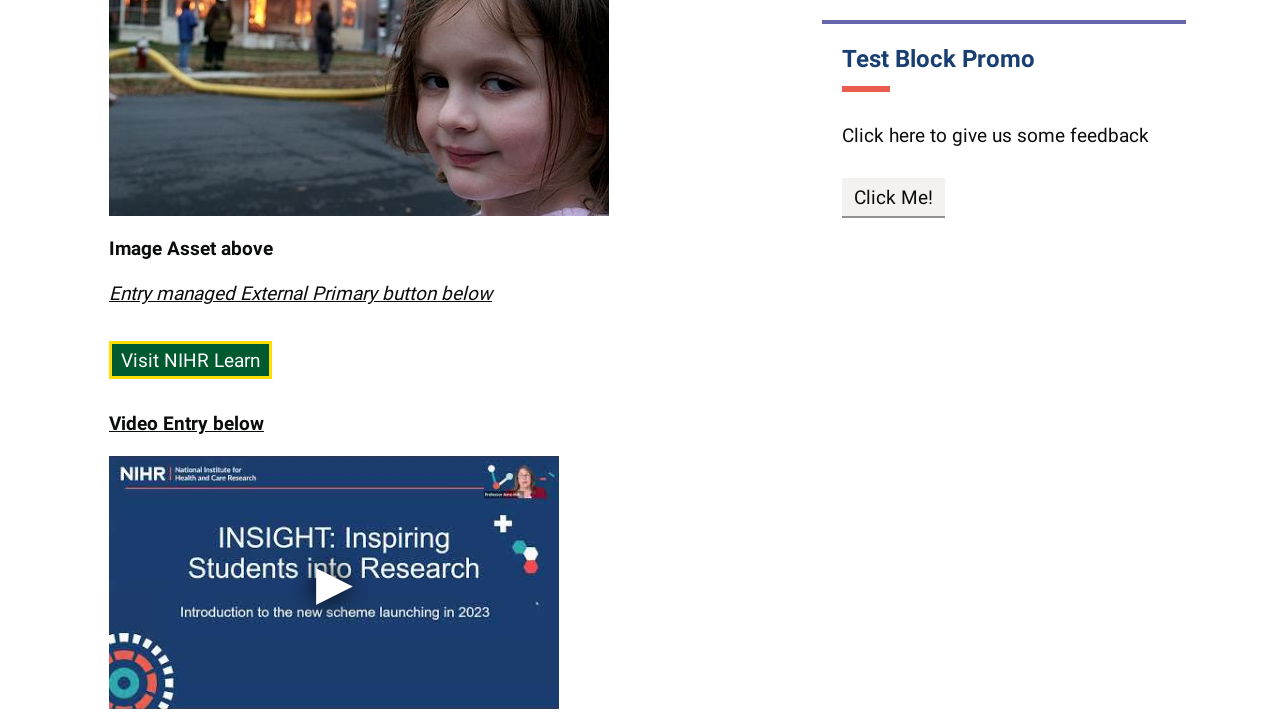 Test Block Promo
Click here to give us some feedback
Click Me!
Image Asset above
Entry managed External Primary button below
Visit NIHR Learn
Video Entry below
NIHR | National Institute for
Health and Care Research
INSIGHT: Inspiring
Students into Research
Introduction to the new scheme launching in 2023